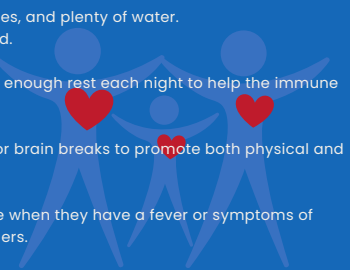 es, and plenty of water.
d.
enough rest each night to help the immune
or brain breaks to promote both physical and
e when they have a fever or symptoms of
ers.